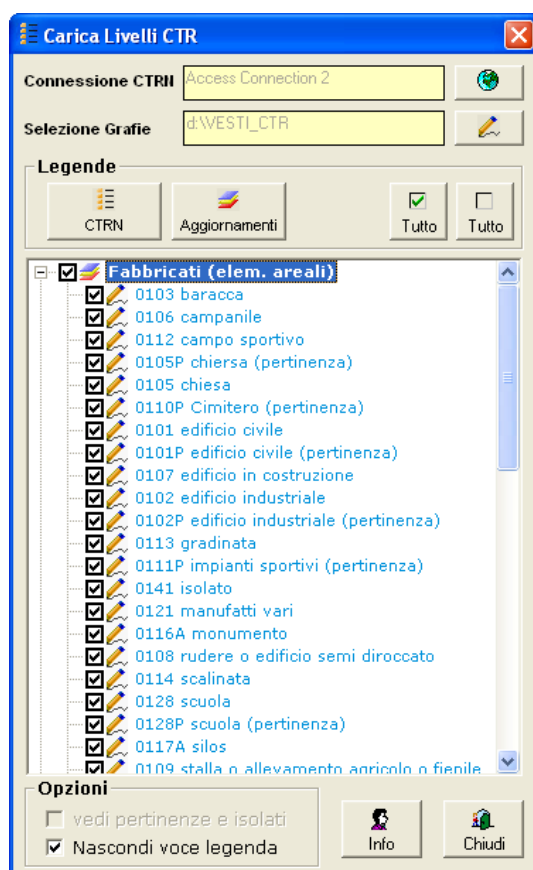 Carica Livelli CTR
Connessione CTRN Access Connection 2
Selezione Grafie d:\VESTI_CTR
Legende
CTRN Aggiornamenti Tutto Tutto
Fabbricati (elem. areali)
0103 baracca
0106 campanile
0112 campo sportivo
0105P chiersa (pertinenza)
0105 chiesa
0110P Cimitero (pertinenza)
0101 edificio civile
0101P edificio civile (pertinenza)
0107 edificio in costruzione
0102 edificio industriale
0102P edificio industriale (pertinenza)
0113 gradinata
0111P impianti sportivi (pertinenza)
0141 isolato
0121 manufatti vari
0116A monumento
0108 rudere o edificio semi diroccato
0114 scalinata
0128 scuola
0128P scuola (pertinenza)
0117A silos
0109 stalla o allevamento agricolo o fienile
Opzioni
vedi pertinenze e isolati
Nascondi voce legenda
Info Chiudi